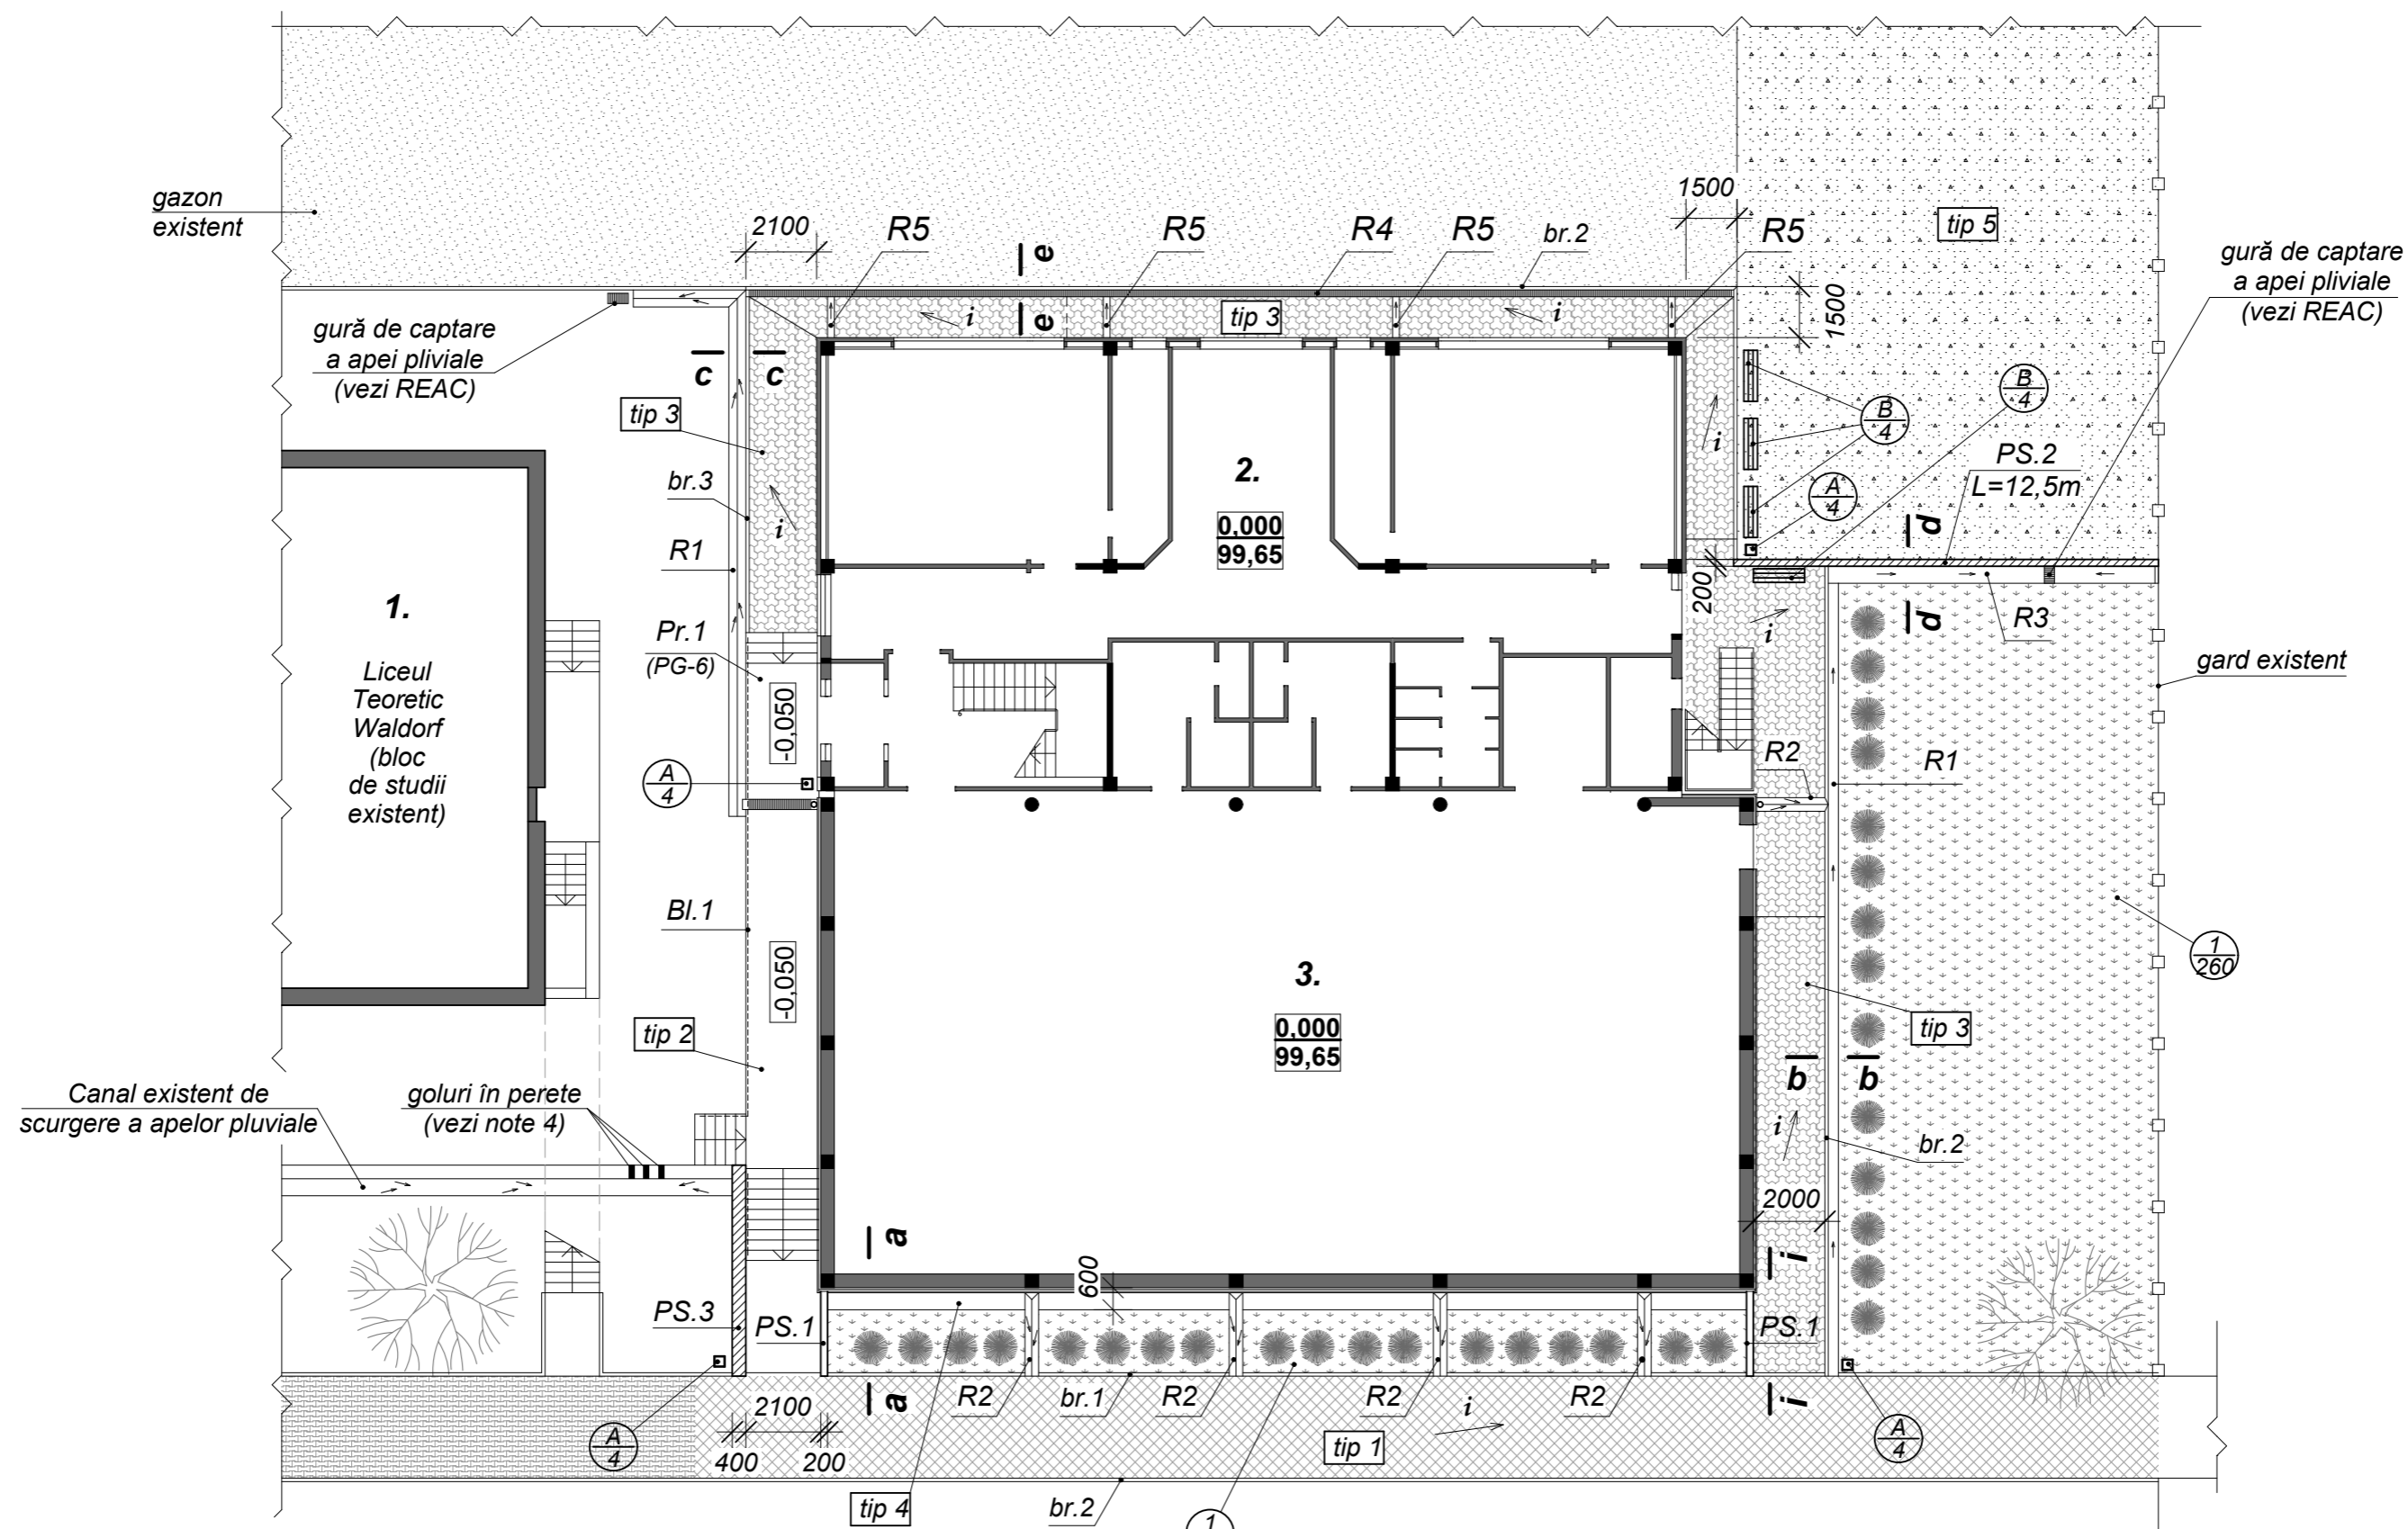 gazon
existent
2100
R5
e
e
R5
R4
R5
br.2
1500
R5
tip 5
gură de captare
a apei pliviale
(vezi REAC)
1500
gură de captare
a apei pliviale
(vezi REAC)
c
c
i
tip 3
i
tip 3
br.3
i
R1
i
B
4
B
4
A
4
PS.2
L=12,5m
d
d
2.
0,000
99,65
1.
Liceul
Teoretic
Waldorf
(bloc
de studii
existent)
Pr.1
(PG-6)
-0,050
200
i
R3
gard existent
A
4
R2
R1
Bl.1
-0,050
3.
0,000
99,65
1
260
tip 2
tip 3
b
b
Canal existent de
scurgere a apelor pluviale
goluri în perete
(vezi note 4)
i
br.2
2000
a
600
i
PS.3
PS.1
PS.1
a
R2
br.1
R2
R2
R2
i
i
2100
A
4
400
200
tip 1
A
4
tip 4
br.2
1